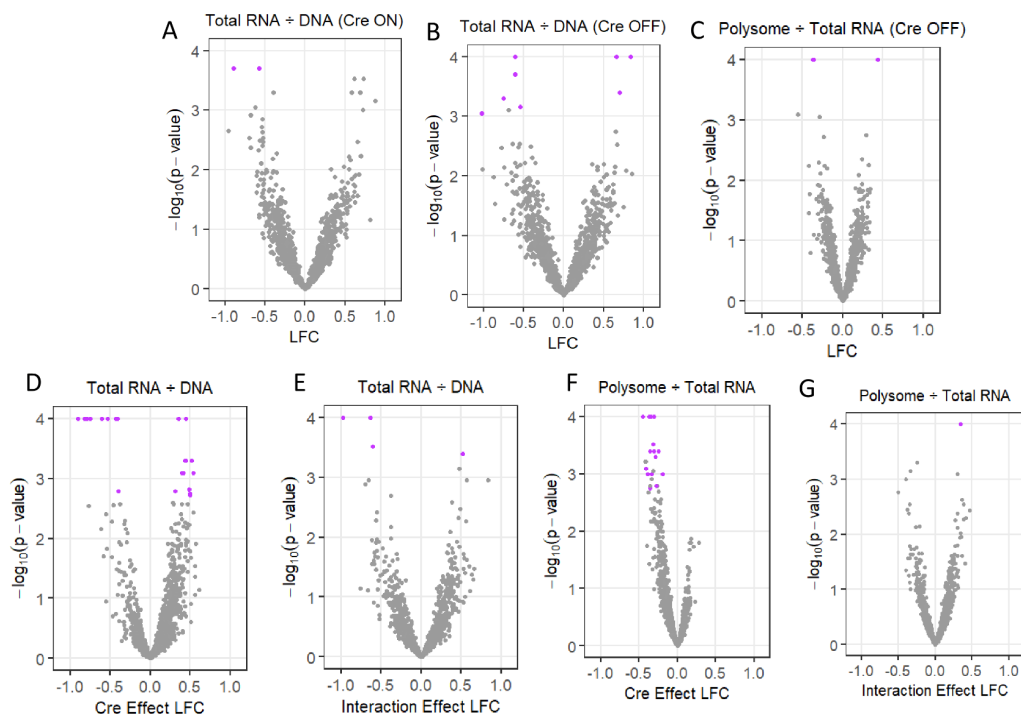 A
Total RNA ÷ DNA (Cre ON)
4
3
2
1
0
−log10(p − value)
-1.0 -0.5 0.0 0.5 1.0
LFC
B
Total RNA ÷ DNA (Cre OFF)
4
3
2
1
0
−log10(p − value)
-1.0 -0.5 0.0 0.5 1.0
LFC
C
Polysome ÷ Total RNA (Cre OFF)
4
3
2
1
0
−log10(p − value)
-1.0 -0.5 0.0 0.5 1.0
LFC
D
Total RNA ÷ DNA
4
3
2
1
0
−log10(p − value)
-1.0 -0.5 0.0 0.5 1.0
Cre Effect LFC
E
Total RNA ÷ DNA
4
3
2
1
0
−log10(p − value)
-1.0 -0.5 0.0 0.5 1.0
Interaction Effect LFC
F
Polysome ÷ Total RNA
4
3
2
1
0
−log10(p − value)
-1.0 -0.5 0.0 0.5 1.0
Cre Effect LFC
G
Polysome ÷ Total RNA
4
3
2
1
0
−log10(p − value)
-1.0 -0.5 0.0 0.5 1.0
Interaction Effect LFC